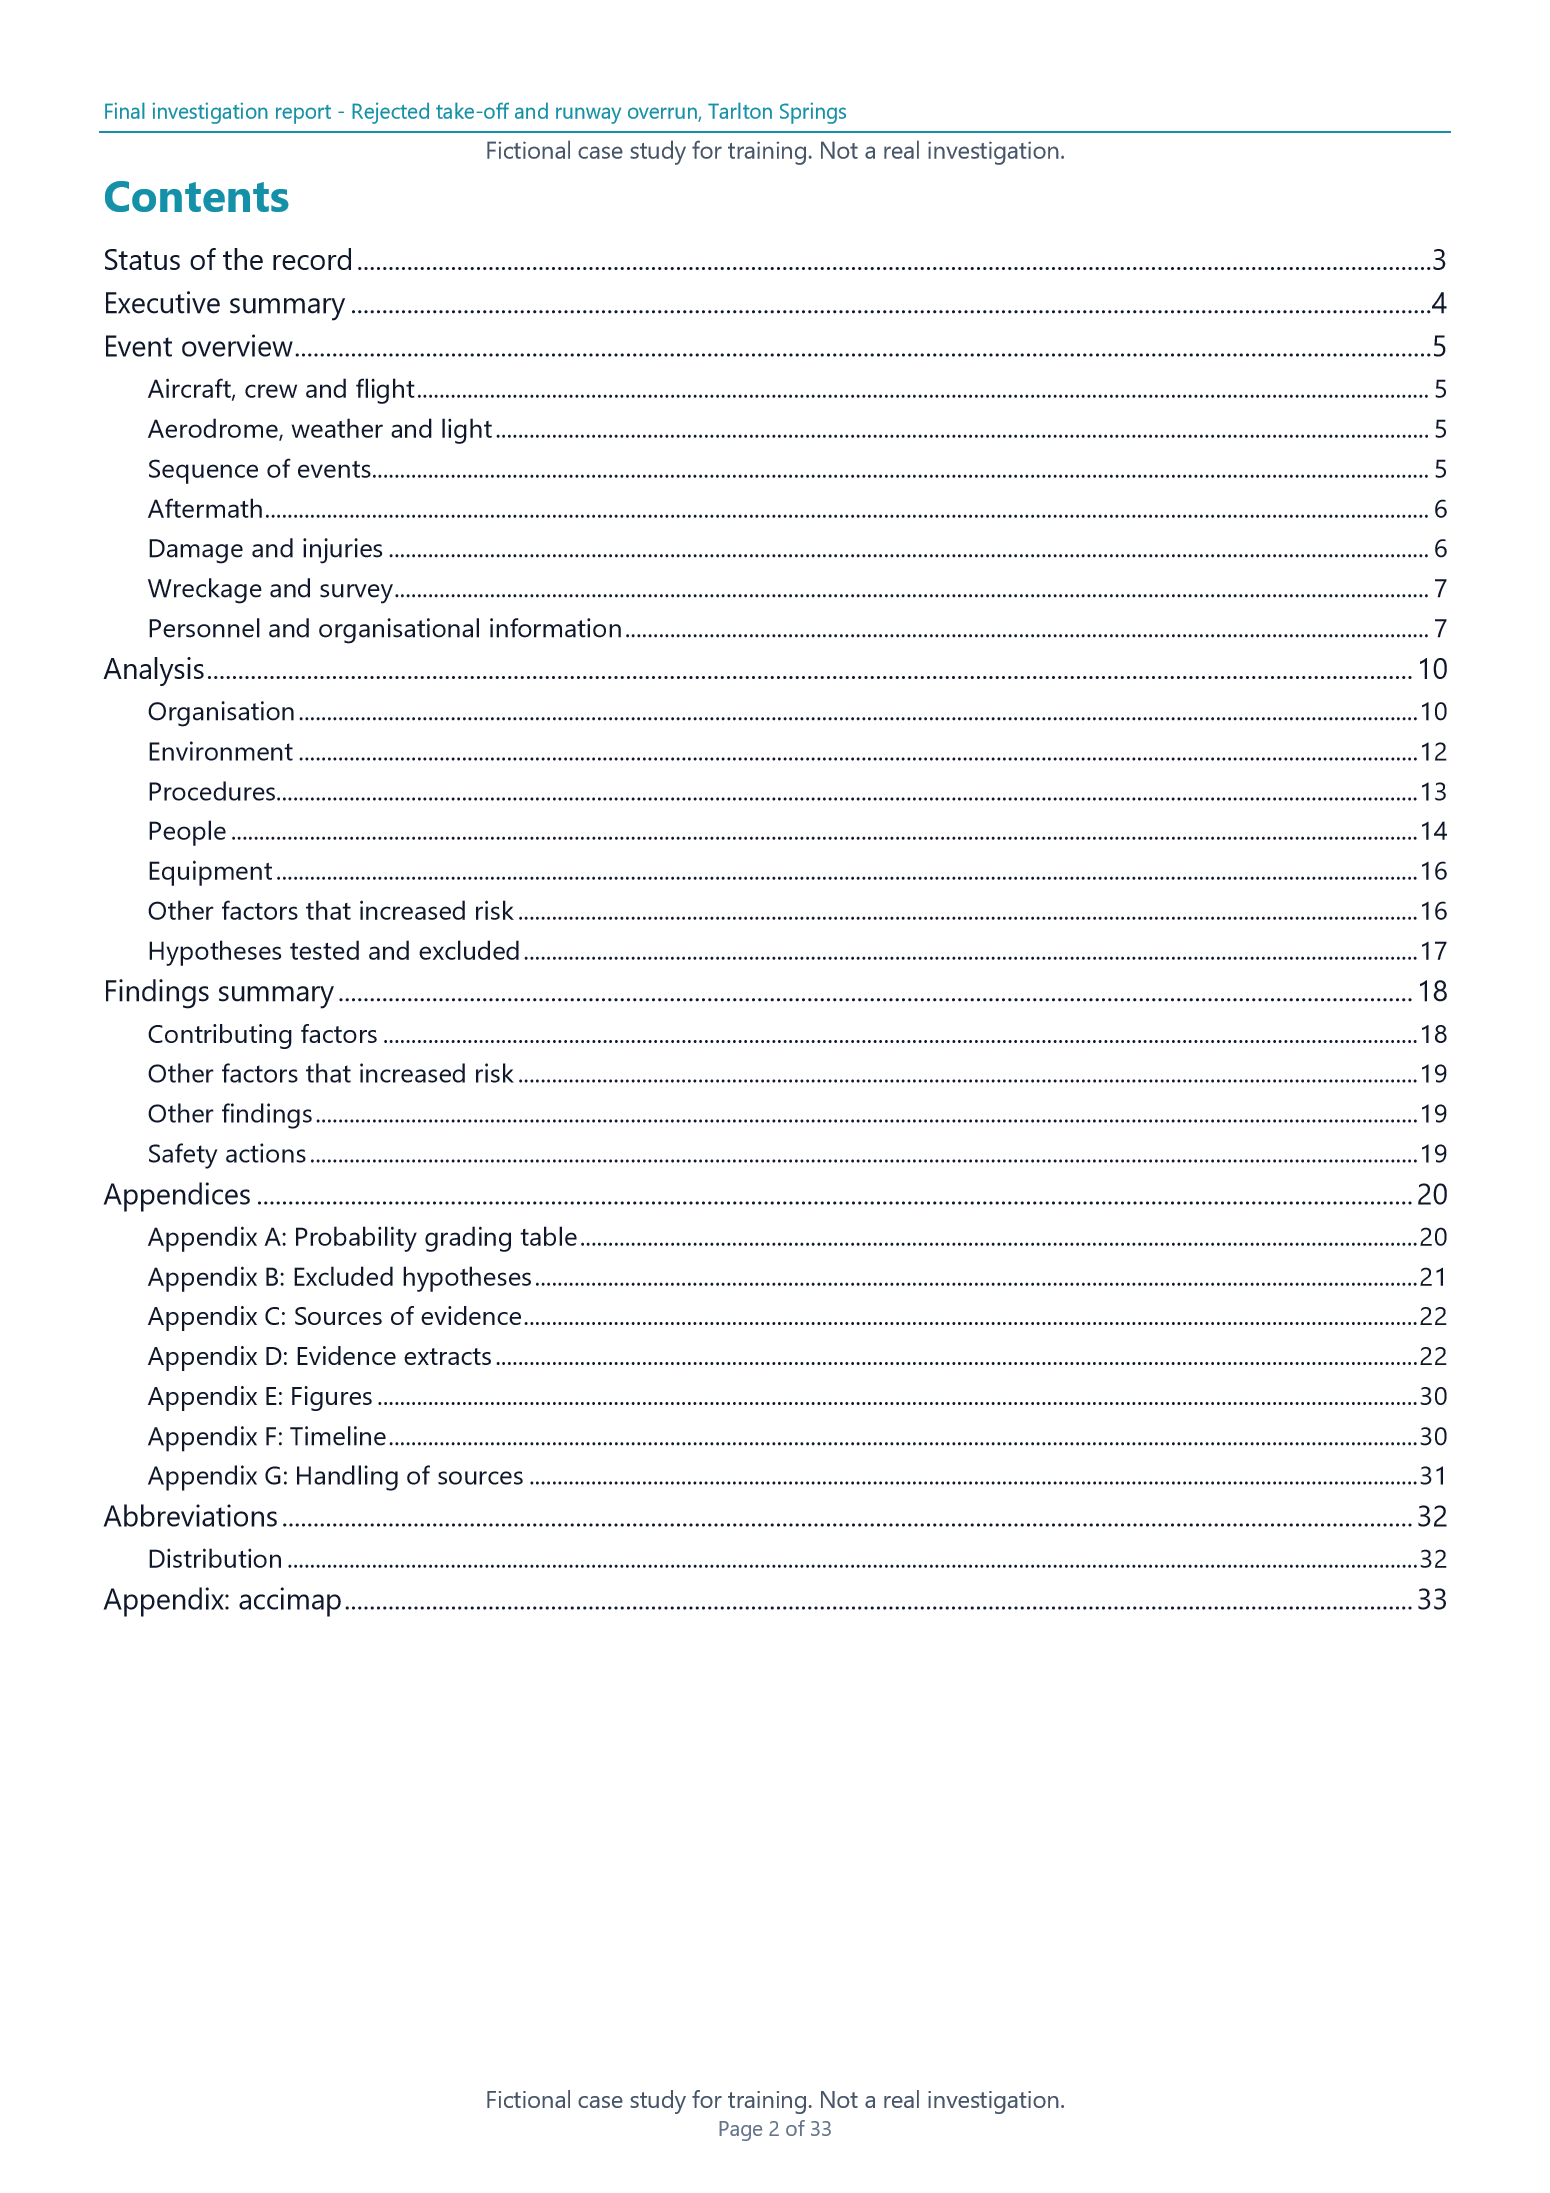 Final investigation report - Rejected take-off and runway overrun, Tarlton Springs
Fictional case study for training. Not a real investigation.
Contents
Status of the record 3
Executive summary 4
Event overview 5
Aircraft, crew and flight 5
Aerodrome, weather and light 5
Sequence of events 5
Aftermath 6
Damage and injuries 6
Wreckage and survey 7
Personnel and organisational information 7
Analysis 10
Organisation 10
Environment 12
Procedures 13
People 14
Equipment 16
Other factors that increased risk 16
Hypotheses tested and excluded 17
Findings summary 18
Contributing factors 18
Other factors that increased risk 19
Other findings 19
Safety actions 19
Appendices 20
Appendix A: Probability grading table 20
Appendix B: Excluded hypotheses 21
Appendix C: Sources of evidence 22
Appendix D: Evidence extracts 22
Appendix E: Figures 30
Appendix F: Timeline 30
Appendix G: Handling of sources 31
Abbreviations 32
Distribution 32
Appendix: accimap 33
Fictional case study for training. Not a real investigation.
Page 2 of 33